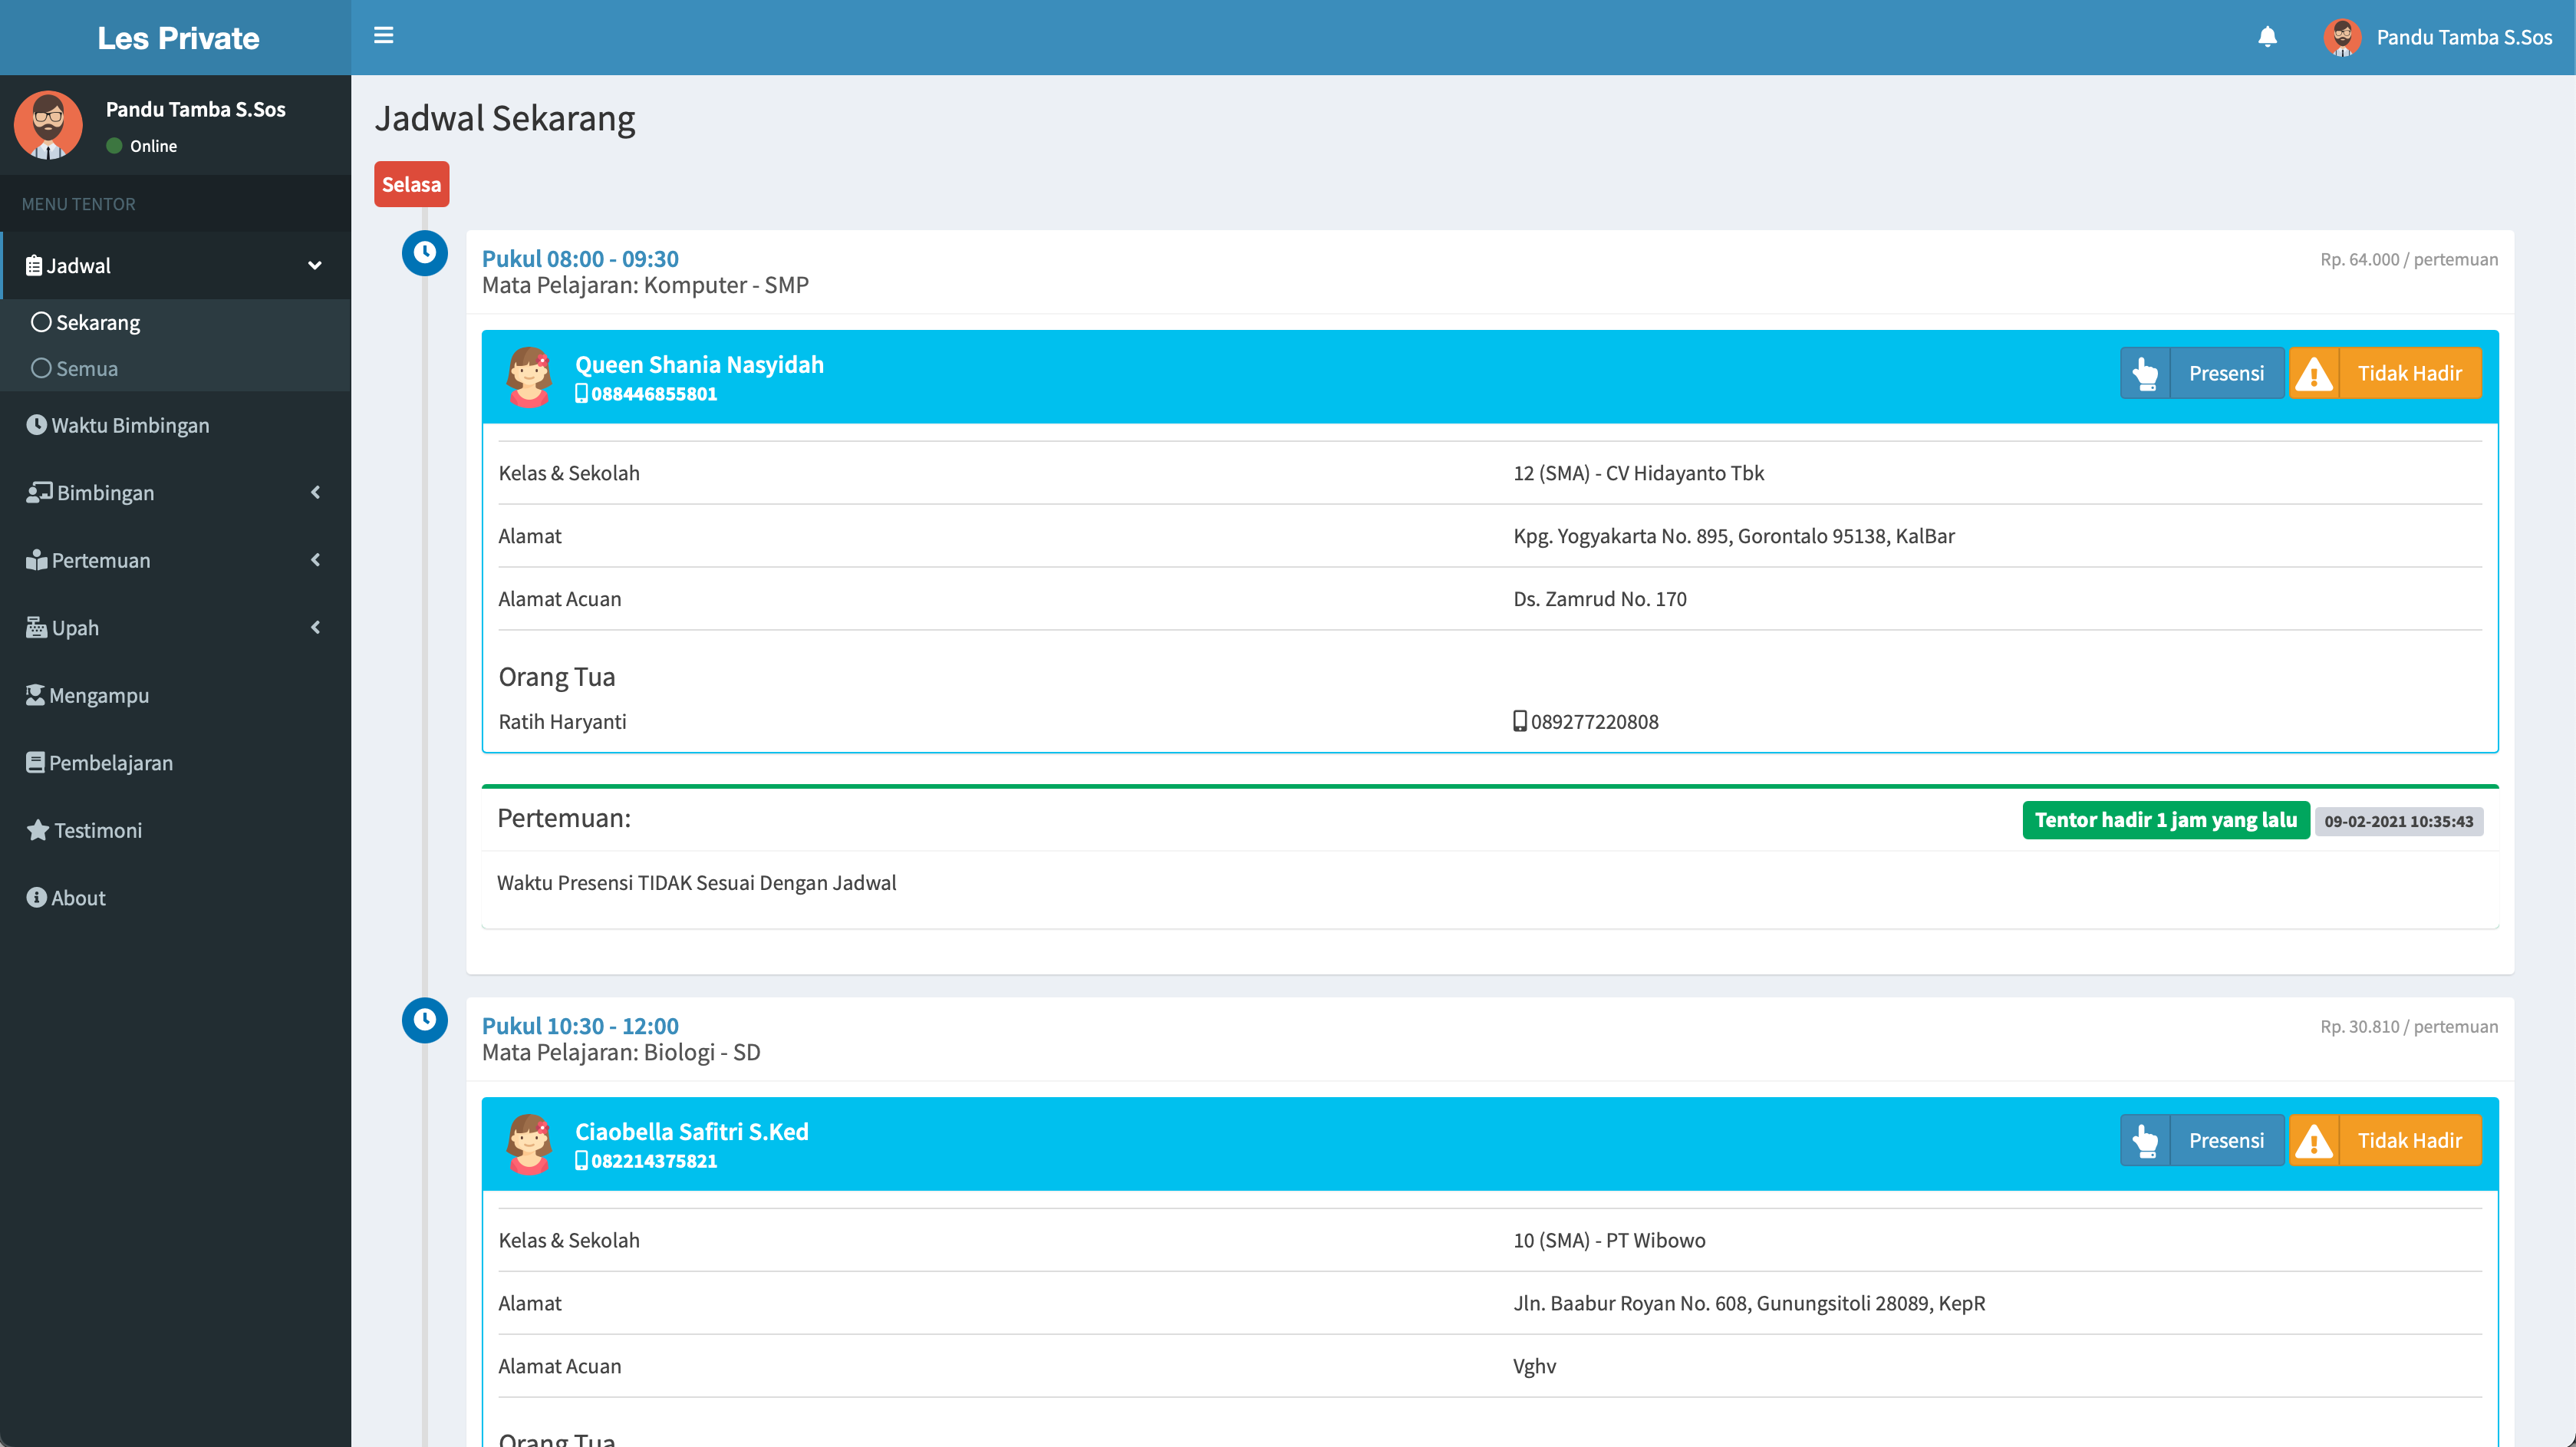 Les Private
Pandu Tamba S.Sos
Pandu Tamba S.Sos
Online
MENU TENTOR
Jadwal
Sekarang
Semua
Waktu Bimbingan
Bimbingan
Pertemuan
Upah
Mengampu
Pembelajaran
Testimoni
About
Jadwal Sekarang
Selasa
Pukul 08:00 - 09:30
Rp. 64.000 / pertemuan
Mata Pelajaran: Komputer - SMP
Queen Shania Nasyidah
088446855801
Presensi
Tidak Hadir
Kelas & Sekolah
12 (SMA) - CV Hidayanto Tbk
Alamat
Kpg. Yogyakarta No. 895, Gorontalo 95138, KalBar
Alamat Acuan
Ds. Zamrud No. 170
Orang Tua
Ratih Haryanti
089277220808
Pertemuan:
Tentor hadir 1 jam yang lalu
09-02-2021 10:35:43
Waktu Presensi TIDAK Sesuai Dengan Jadwal
Pukul 10:30 - 12:00
Rp. 30.810 / pertemuan
Mata Pelajaran: Biologi - SD
Ciaobella Safitri S.Ked
082214375821
Presensi
Tidak Hadir
Kelas & Sekolah
10 (SMA) - PT Wibowo
Alamat
Jln. Baabur Royan No. 608, Gunungsitoli 28089, KepR
Alamat Acuan
Vghv
Orang Tua